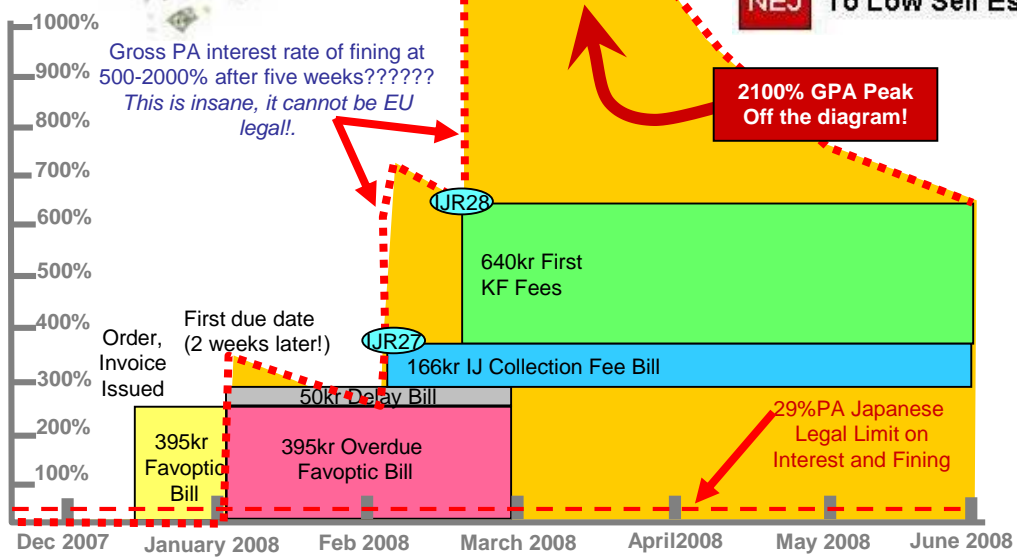 1000%
NEJ To Low Sell Es
Gross PA interest rate of fining at
500-2000% after five weeks??????
This is insane, it cannot be EU
legal!.
900%
2100% GPA Peak
Off the diagram!
800%
700%
IJR28
600%
640kr First
KF Fees
500%
400%
Order,
Invoice
Issued
First due date
(2 weeks later!)
IJR27
166kr IJ Collection Fee Bill
300%
50kr Delay Bill
29%PA Japanese
Legal Limit on
Interest and Fining
200%
395kr
Favoptic
Bill
395kr Overdue
Favoptic Bill
100%
Dec 2007 January 2008 Feb 2008 March 2008 April2008 May 2008 June 2008